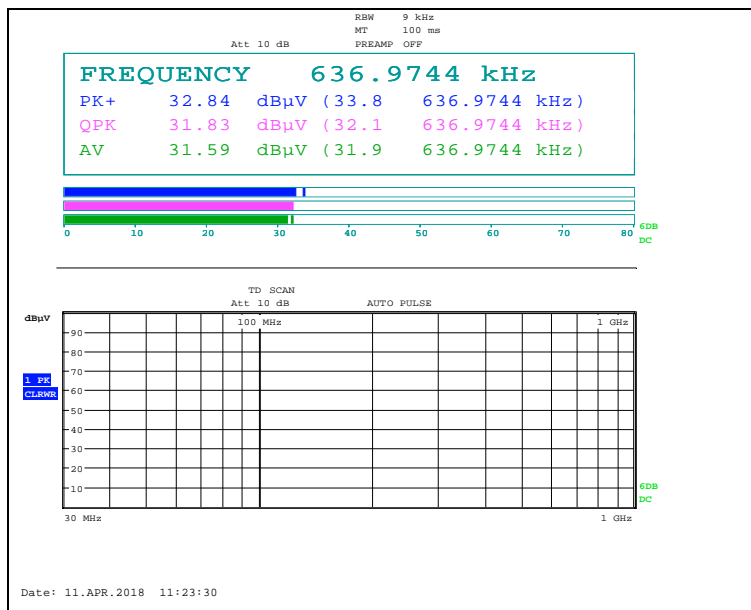 RBW 9 kHz
MT 100 ms
Att 10 dB PREAMP OFF
FREQUENCY 636.9744 kHz
PK+ 32.84 dBµV (33.8 636.9744 kHz)
QPK 31.83 dBµV (32.1 636.9744 kHz)
AV 31.59 dBµV (31.9 636.9744 kHz)
0 10 20 30 40 50 60 70 80
6DB
DC
TD SCAN
Att 10 dB AUTO PULSE
dBµV
100 MHz 1 GHz
90
80
70
1 PK
60
CLRWR
50
40
30
20
10
6DB
DC
30 MHz 1 GHz
Date: 11.APR.2018 11:23:30